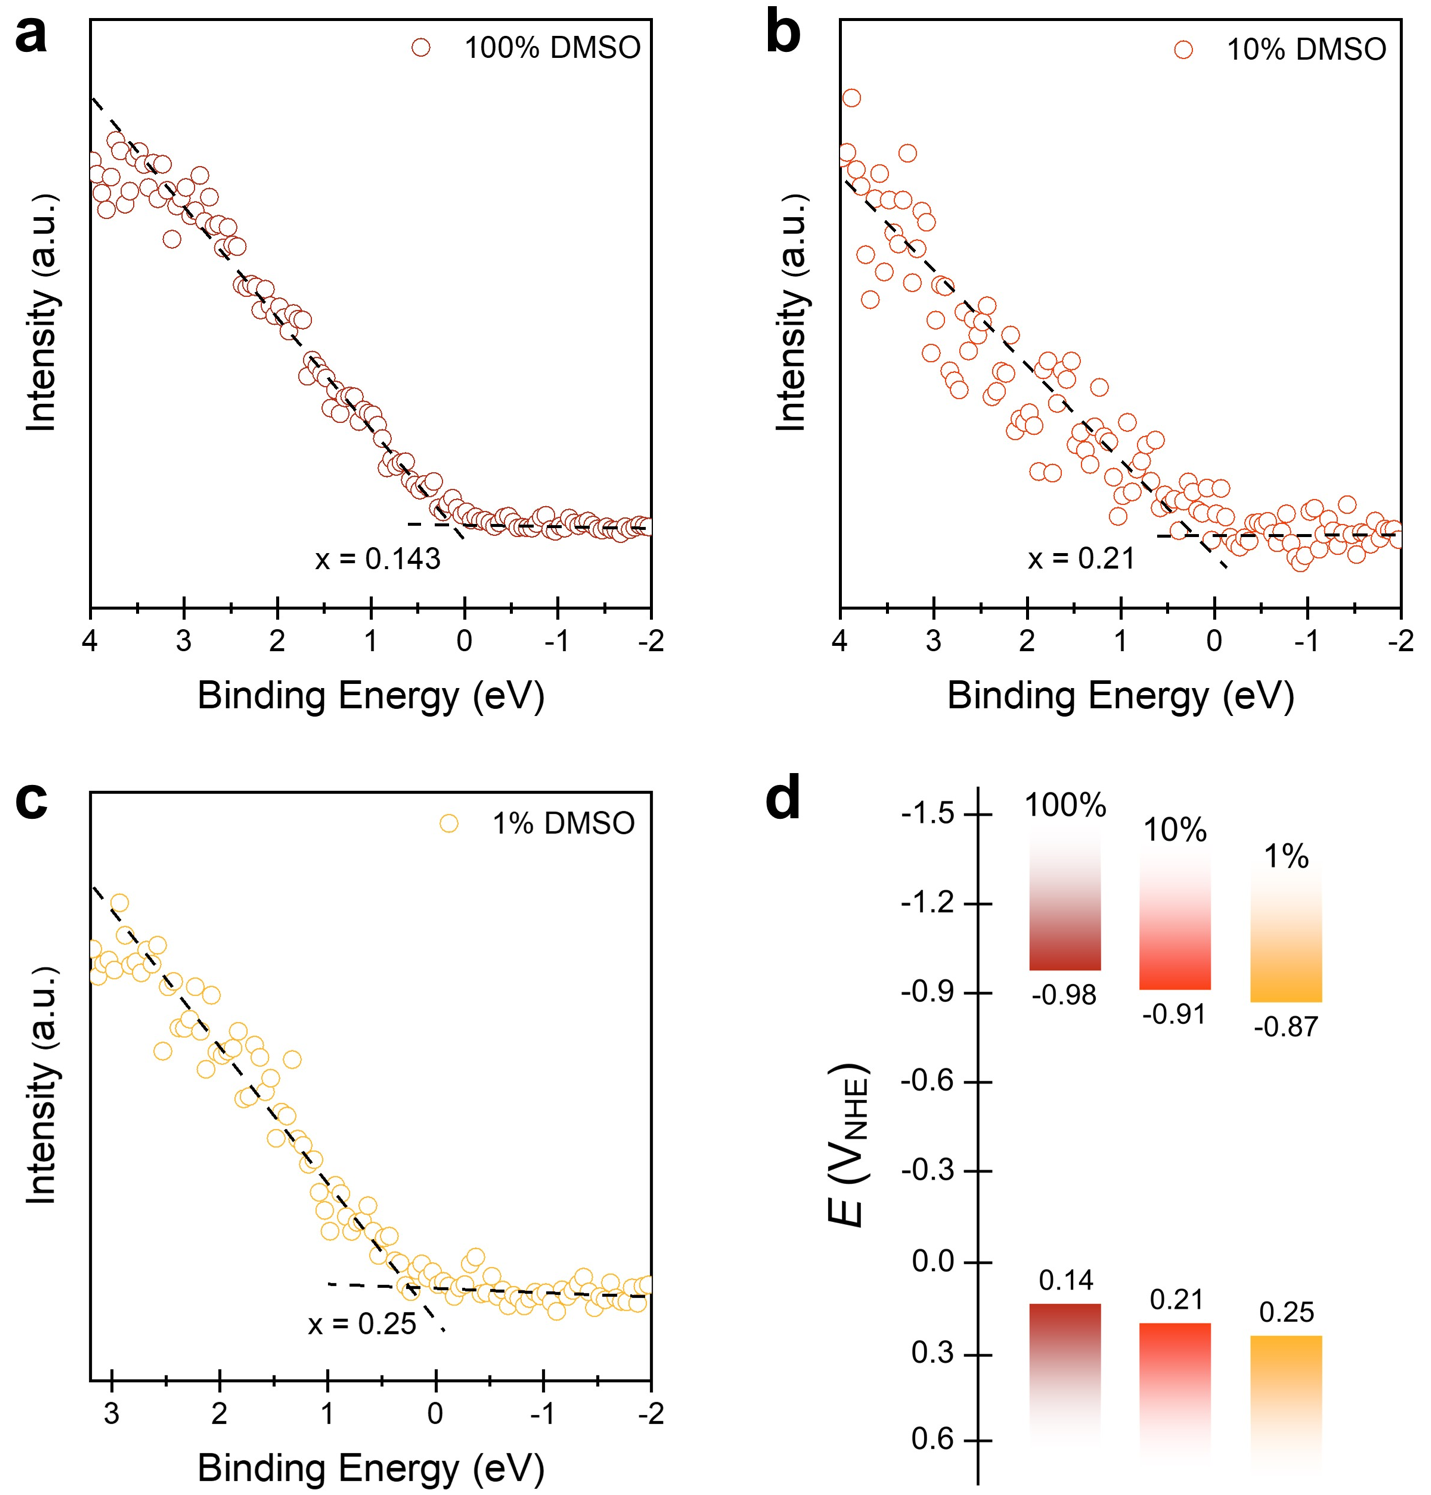 a
100% DMSO
Intensity (a.u.)
x = 0.143
4 3 2 1 0 -1 -2
Binding Energy (eV)
b
10% DMSO
Intensity (a.u.)
x = 0.21
4 3 2 1 0 -1 -2
Binding Energy (eV)
c
1% DMSO
Intensity (a.u.)
x = 0.25
3 2 1 0 -1 -2
Binding Energy (eV)
d
E (VNHE)
-1.5
-1.2
-0.9
-0.6
-0.3
0.0
0.3
0.6
100%
10%
1%
-0.98
-0.91
-0.87
0.14
0.21
0.25